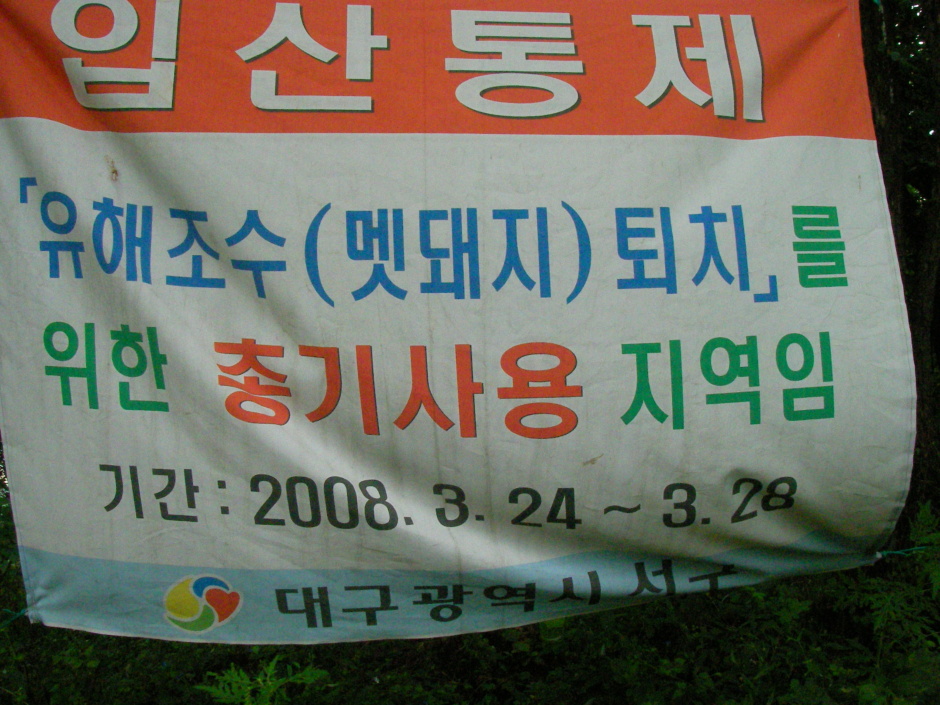 입산통제
「유해조수(멧돼지)퇴치」를
위한 총기사용 지역임
기간 : 2008. 3. 24 ~ 3. 28
대구광역시 서구